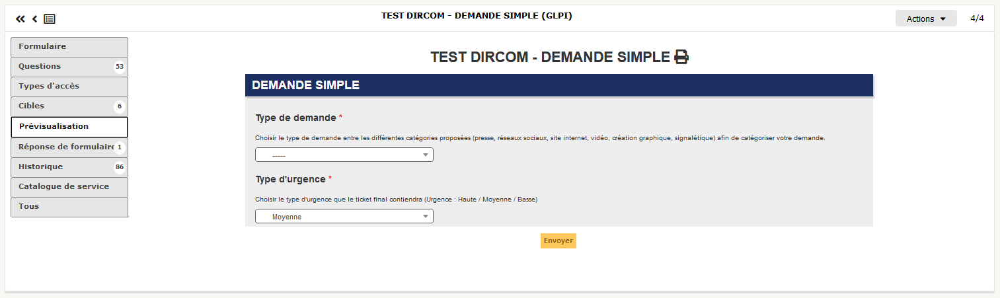 TEST DIRCOM - DEMANDE SIMPLE (GLPI)
Actions
4/4
Formulaire
Questions 53
Types d'accès
Cibles 6
Prévisualisation
Réponse de formulaire 1
Historique 86
Catalogue de service
Tous
TEST DIRCOM - DEMANDE SIMPLE
DEMANDE SIMPLE
Type de demande *
Choisir le type de demande entre les différentes catégories proposées (presse, réseaux sociaux, site internet, vidéo, création graphique, signalétique) afin de catégoriser votre demande.
-----
Type d'urgence *
Choisir le type d'urgence que le ticket final contiendra (Urgence : Haute / Moyenne / Basse)
Moyenne
Envoyer